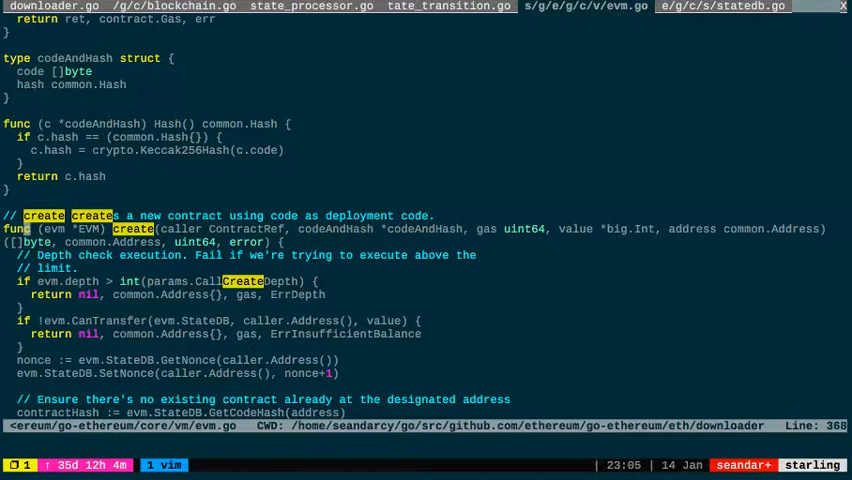 downloader.go /g/c/blockchain.go state_processor.go tate_transition.go s/g/e/g/c/v/evm.go e/g/c/s/statedb.go X
return ret, contract.Gas, err
}
type codeAndHash struct {
code []byte
hash common.Hash
}
func (c *codeAndHash) Hash() common.Hash {
if c.hash == (common.Hash{}) {
c.hash = crypto.Keccak256Hash(c.code)
}
return c.hash
}
// create creates a new contract using code as deployment code.
func (evm *EVM) create(caller ContractRef, codeAndHash *codeAndHash, gas uint64, value *big.Int, address common.Address)
([]byte, common.Address, uint64, error) {
// Depth check execution. Fail if we're trying to execute above the
// limit.
if evm.depth > int(params.CallCreateDepth) {
return nil, common.Address{}, gas, ErrDepth
}
if !evm.CanTransfer(evm.StateDB, caller.Address(), value) {
return nil, common.Address{}, gas, ErrInsufficientBalance
}
nonce := evm.StateDB.GetNonce(caller.Address())
evm.StateDB.SetNonce(caller.Address(), nonce+1)
// Ensure there's no existing contract already at the designated address
contractHash := evm.StateDB.GetCodeHash(address)
<ereum/go-ethereum/core/vm/evm.go CWD: /home/seandarcy/go/src/github.com/ethereum/go-ethereum/eth/downloader Line: 368
1 ↑ 35d 12h 4m 1 vim | 23:05 | 14 Jan seandar+ starling